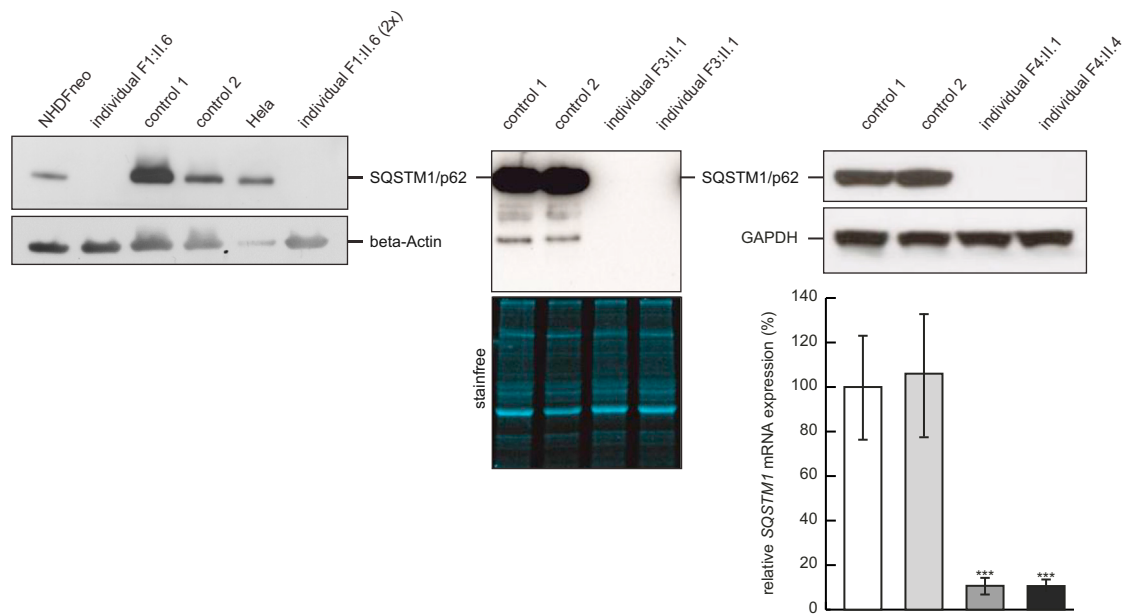 NHDFneo
individual F1:II.6
control 1
control 2
Hela
individual F1:II.6 (2x)
SQSTM1/p62
beta-Actin
control 1
control 2
individual F3:II.1
individual F3:II.1
SQSTM1/p62
stainfree
control 1
control 2
individual F4:II.1
individual F4:II.4
GAPDH
relative SQSTM1 mRNA expression (%)
140
120
100
80
60
40
20
0
***
***